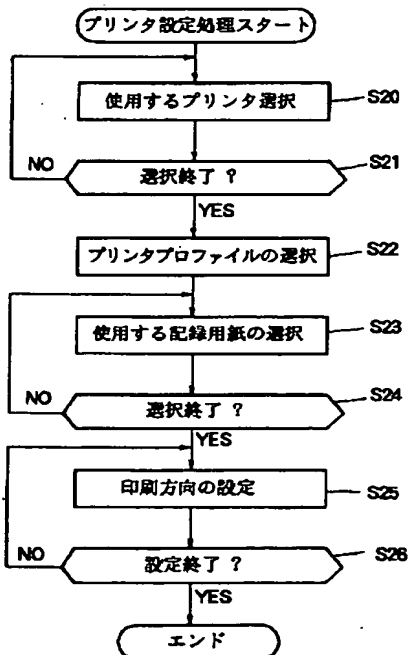 プリンタ設定処理スタート
使用するプリンタ選択
S20
選択終了 ?
S21
NO
YES
プリンタプロファイルの選択
S22
使用する記録用紙の選択
S23
選択終了 ?
S24
NO
YES
印刷方向の設定
S25
設定終了 ?
S26
NO
YES
エンド